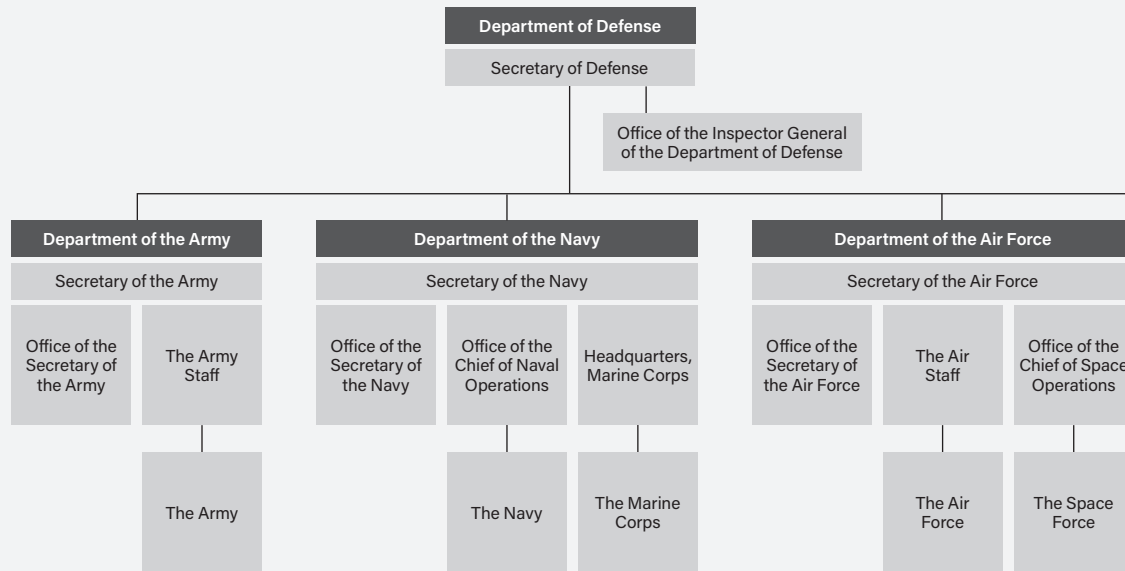 Department of Defense
Secretary of Defense
Office of the Inspector General
of the Department of Defense
Department of the Army
Secretary of the Army
Office of the
Secretary of
the Army
The Army
Staff
The Army
Department of the Navy
Secretary of the Navy
Office of the
Secretary of
the Navy
Office of the
Chief of Naval
Operations
Headquarters,
Marine Corps
The Navy
The Marine
Corps
Department of the Air Force
Secretary of the Air Force
Office of the
Secretary of
the Air Force
The Air
Staff
Office of the
Chief of Space
Operations
The Air
Force
The Space
Force